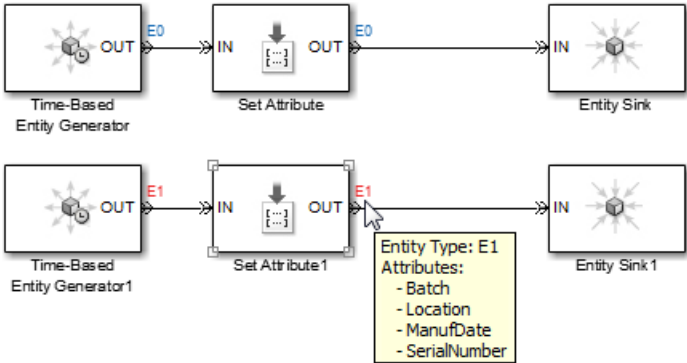 E0
E0
OUT
IN
{...}
OUT
IN
Time-Based
Entity Generator
Set Attribute
Entity Sink
E1
E1
OUT
IN
{...}
OUT
IN
Time-Based
Entity Generator1
Set Attribute1
Entity Sink1
Entity Type: E1
Attributes:
- Batch
- Location
- ManufDate
- SerialNumber